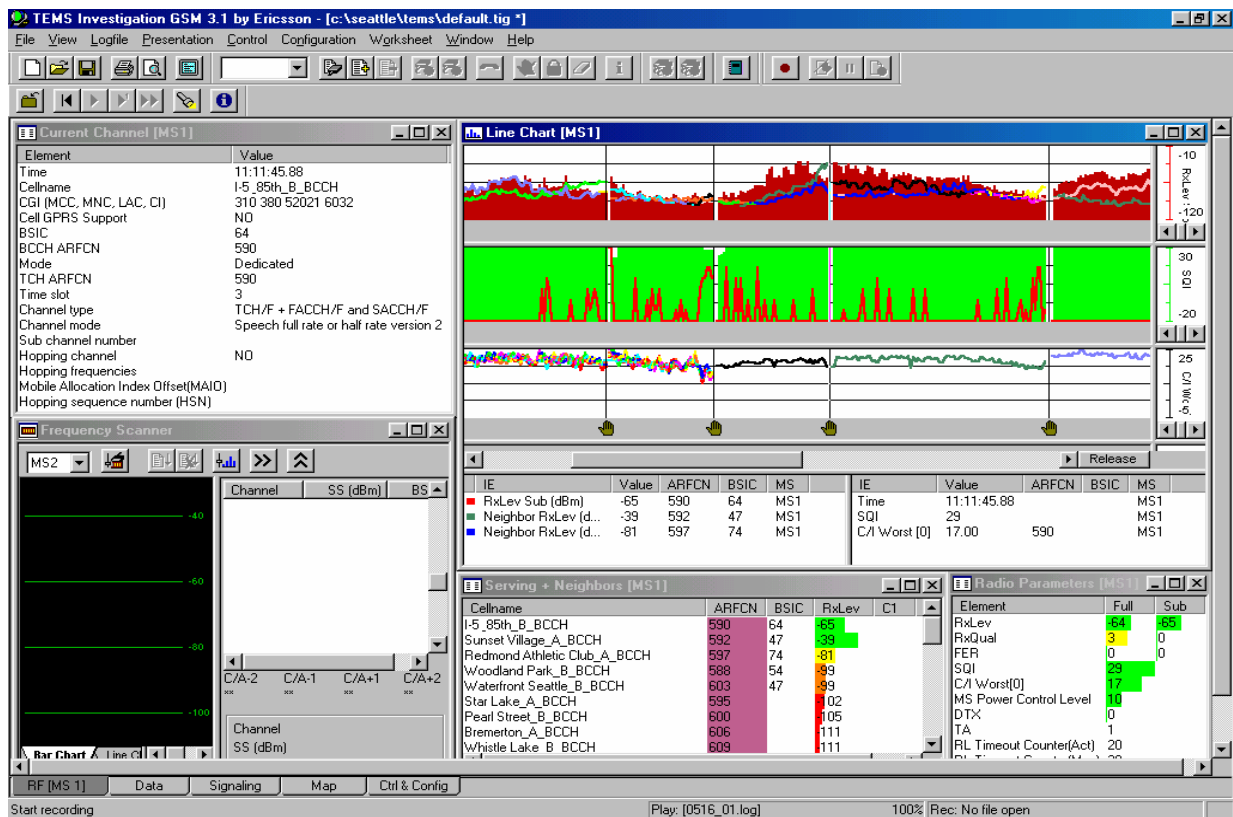 TEMS Investigation GSM 3.1 by Ericsson - [c:\seattle\tems\default.tig *]
File View Logfile Presentation Control Configuration Worksheet Window Help
Current Channel [MS1]
Element Value
Time 11:11:45.88
Cellname I-5_85th_B_BCCH
CGI (MCC, MNC, LAC, CI) 310 380 52021 6032
Cell GPRS Support NO
BSIC 64
BCCH ARFCN 590
Mode Dedicated
TCH ARFCN 590
Time slot 3
Channel type TCH/F + FACCH/F and SACCH/F
Channel mode Speech full rate or half rate version 2
Sub channel number
Hopping channel NO
Hopping frequencies
Mobile Allocation Index Offset(MAIO)
Hopping sequence number (HSN)
Line Chart [MS1]
-10
RxLev
-120
30
SQI
-20
25
C/I Wc
-5.
Release
IE Value ARFCN BSIC MS
RxLev Sub (dBm) -65 590 64 MS1
Neighbor RxLev (d... -39 592 47 MS1
Neighbor RxLev (d... -81 597 74 MS1
IE Value ARFCN BSIC MS
Time 11:11:45.88 MS1
SQI 29 MS1
C/I Worst [0] 17.00 590 MS1
Frequency Scanner
MS2
-40
-60
-80
-100
Channel SS (dBm) BS
C/A-2 C/A-1 C/A+1 C/A+2
** ** ** **
Channel
SS (dBm)
Bar Chart Line Cl
Serving + Neighbors [MS1]
Cellname ARFCN BSIC RxLev C1
I-5_85th_B_BCCH 590 64 -65
Sunset Village_A_BCCH 592 47 -39
Redmond Athletic Club_A_BCCH 597 74 -81
Woodland Park_B_BCCH 588 54 -99
Waterfront Seattle_B_BCCH 603 47 -99
Star Lake_A_BCCH 595 -102
Pearl Street_B_BCCH 600 -105
Bremerton_A_BCCH 606 -111
Whistle Lake_B_BCCH 609 -111
Radio Parameters [MS1]
Element Full Sub
RxLev -64 -65
RxQual 3 0
FER 0 0
SQI 29
C/I Worst[0] 17
MS Power Control Level 10
DTX 0
TA 1
RL Timeout Counter(Act) 20
RF [MS 1] Data Signaling Map Ctrl & Config
Start recording Play: [0516_01.log] 100% Rec: No file open